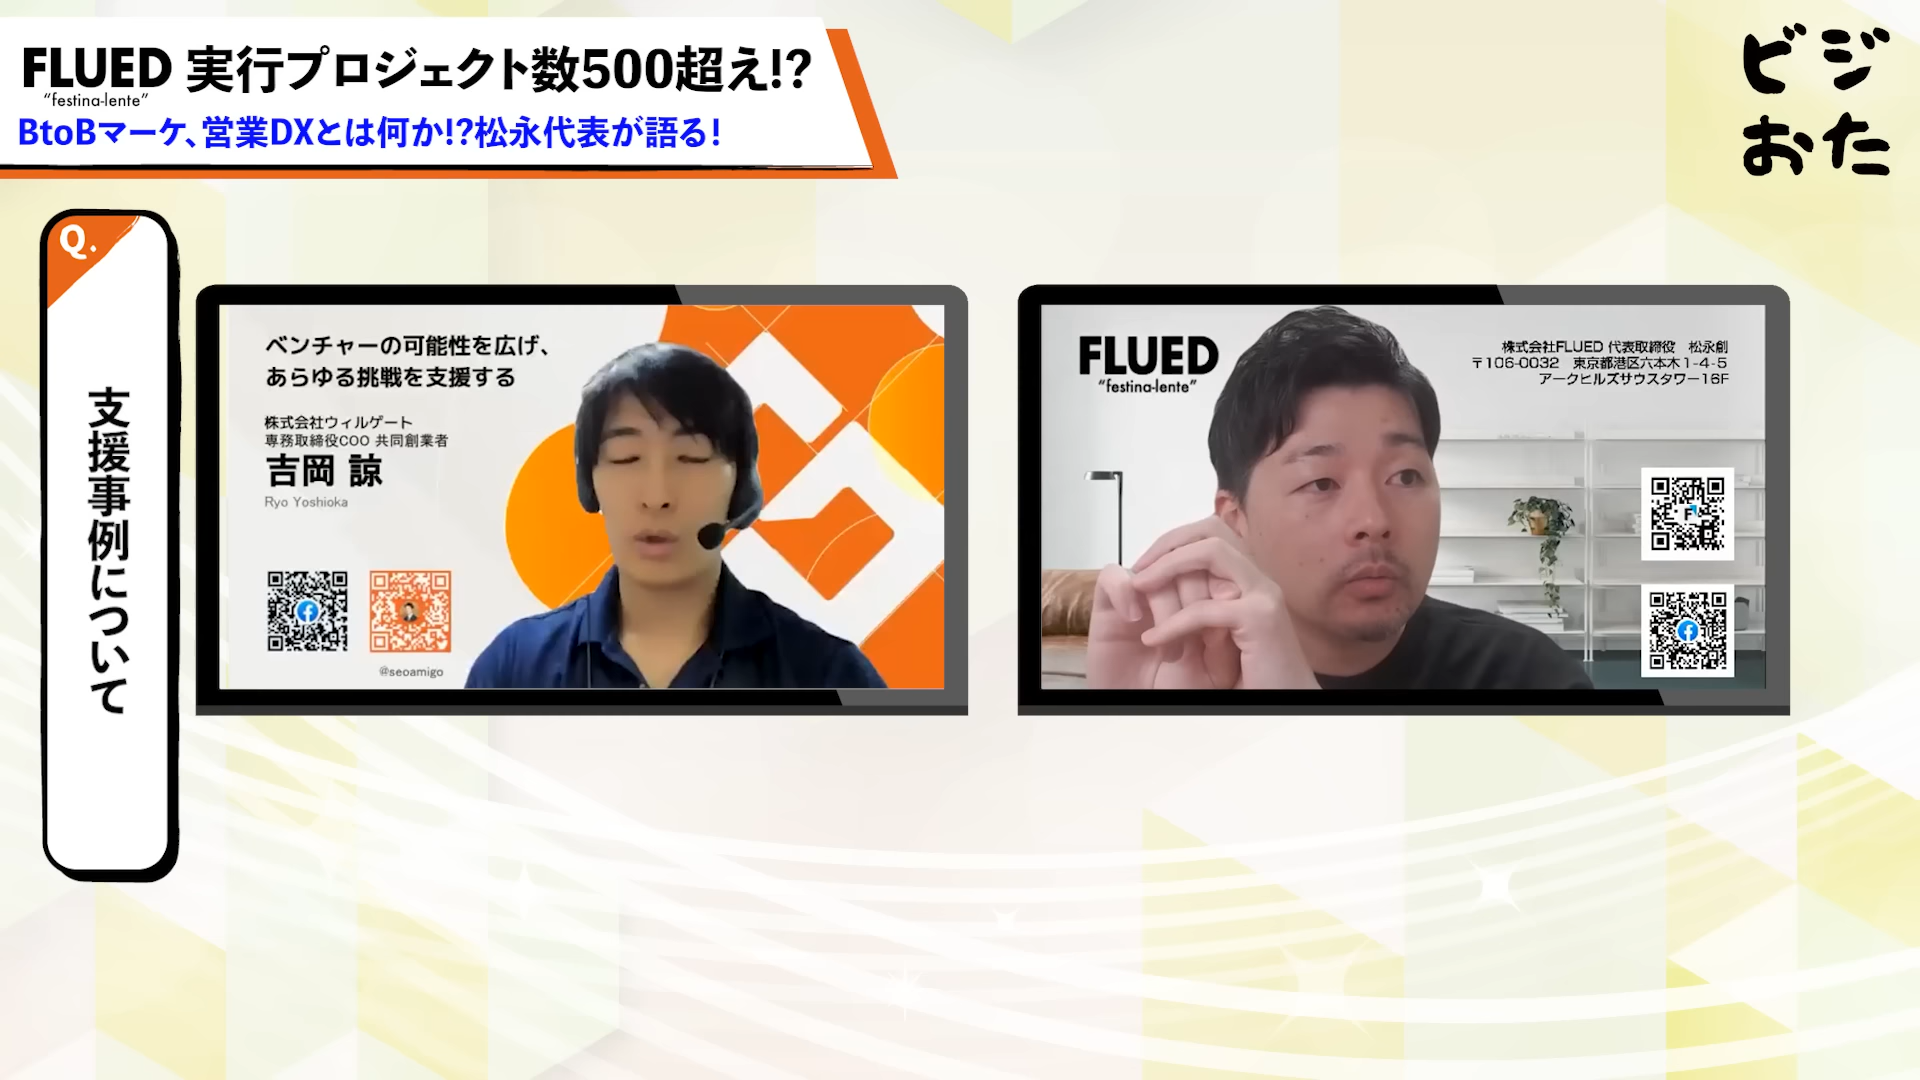 FLUED 実行プロジェクト数500超え!?
"festina-lente"
BtoBマーケ、営業DXとは何か!?松永代表が語る!
ビジ
おた
Q.
支援事例について
ベンチャーの可能性を広げ、
あらゆる挑戦を支援する
株式会社ウィルゲート
専務取締役COO 共同創業者
吉岡 諒
Ryo Yoshioka
@seoamigo
FLUED
"festina-lente"
株式会社FLUED 代表取締役 松永創
〒106-0032 東京都港区六本木1-4-5
アークヒルズサウスタワー16F